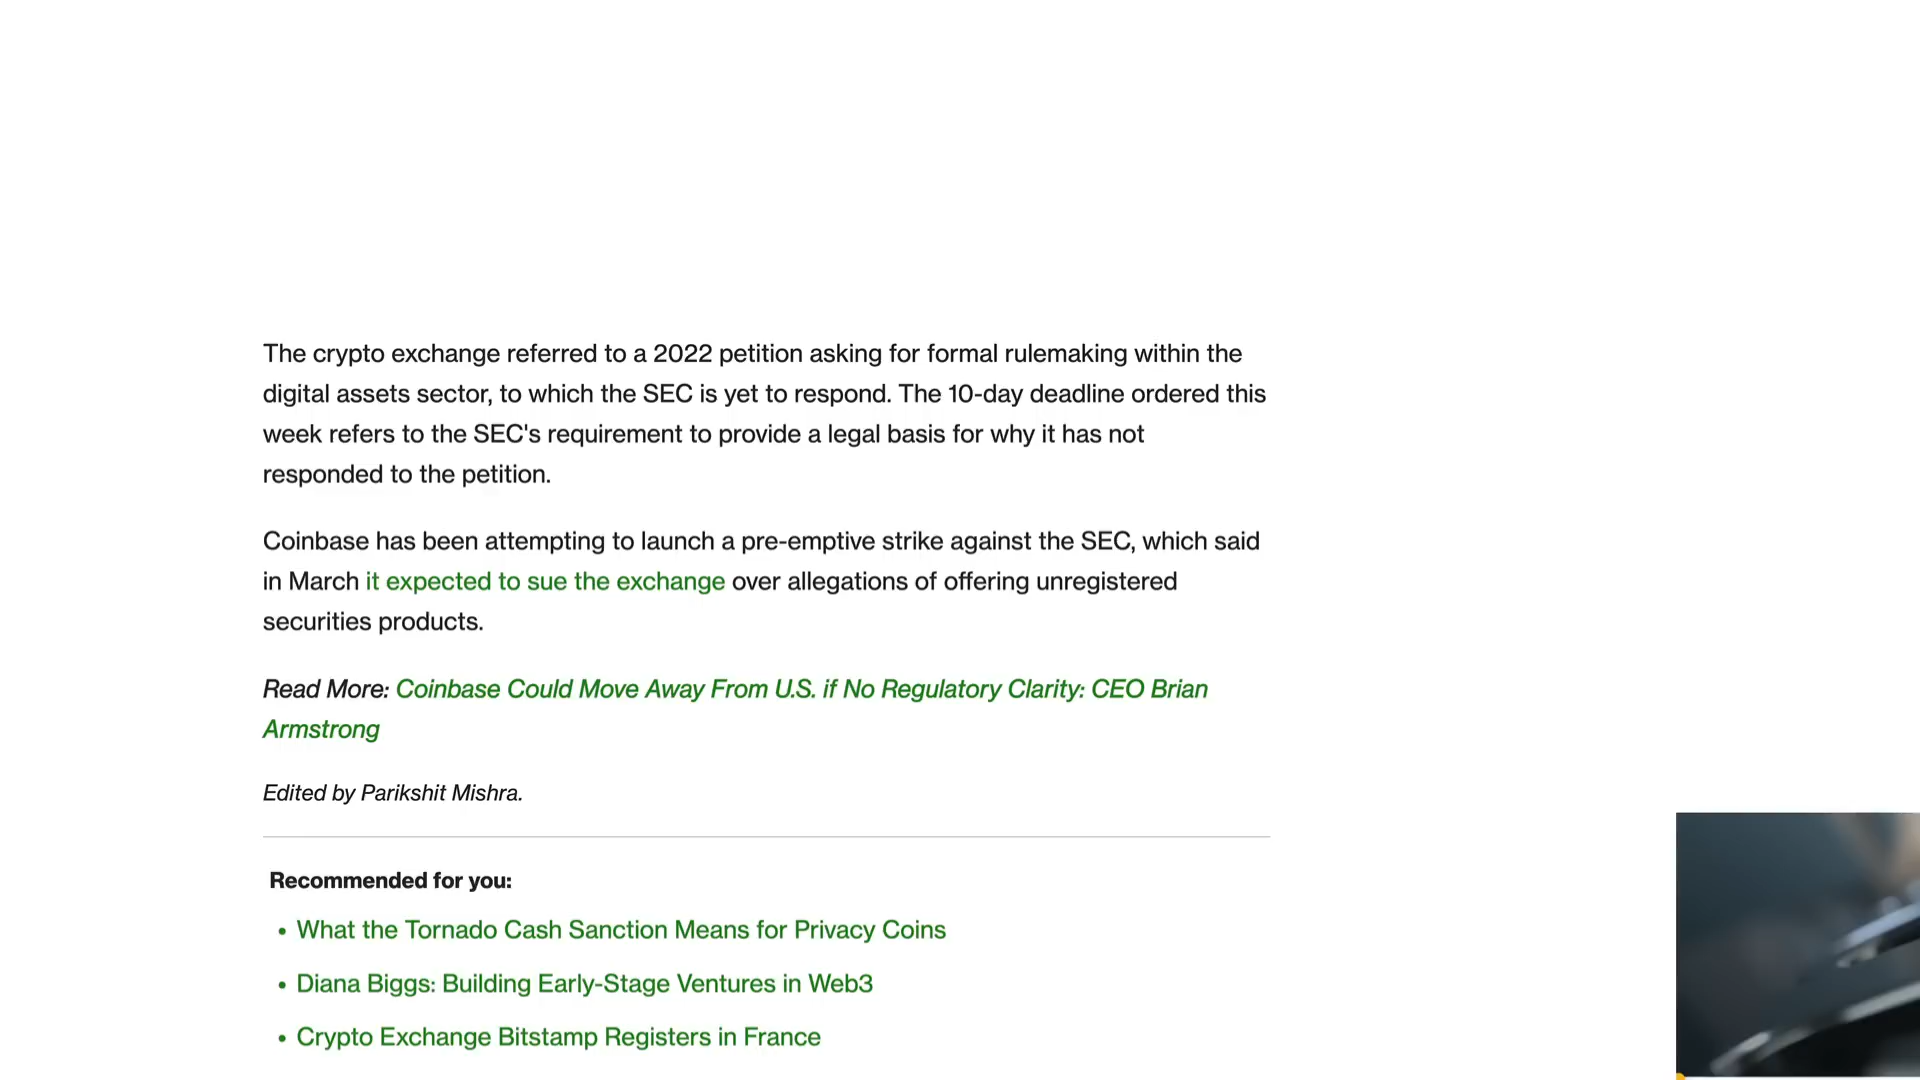 The crypto exchange referred to a 2022 petition asking for formal rulemaking within the
digital assets sector, to which the SEC is yet to respond. The 10-day deadline ordered this
week refers to the SEC's requirement to provide a legal basis for why it has not
responded to the petition.
Coinbase has been attempting to launch a pre-emptive strike against the SEC, which said
in March it expected to sue the exchange over allegations of offering unregistered
securities products.
Read More: Coinbase Could Move Away From U.S. if No Regulatory Clarity: CEO Brian
Armstrong
Edited by Parikshit Mishra.
Recommended for you:
• What the Tornado Cash Sanction Means for Privacy Coins
• Diana Biggs: Building Early-Stage Ventures in Web3
• Crypto Exchange Bitstamp Registers in France